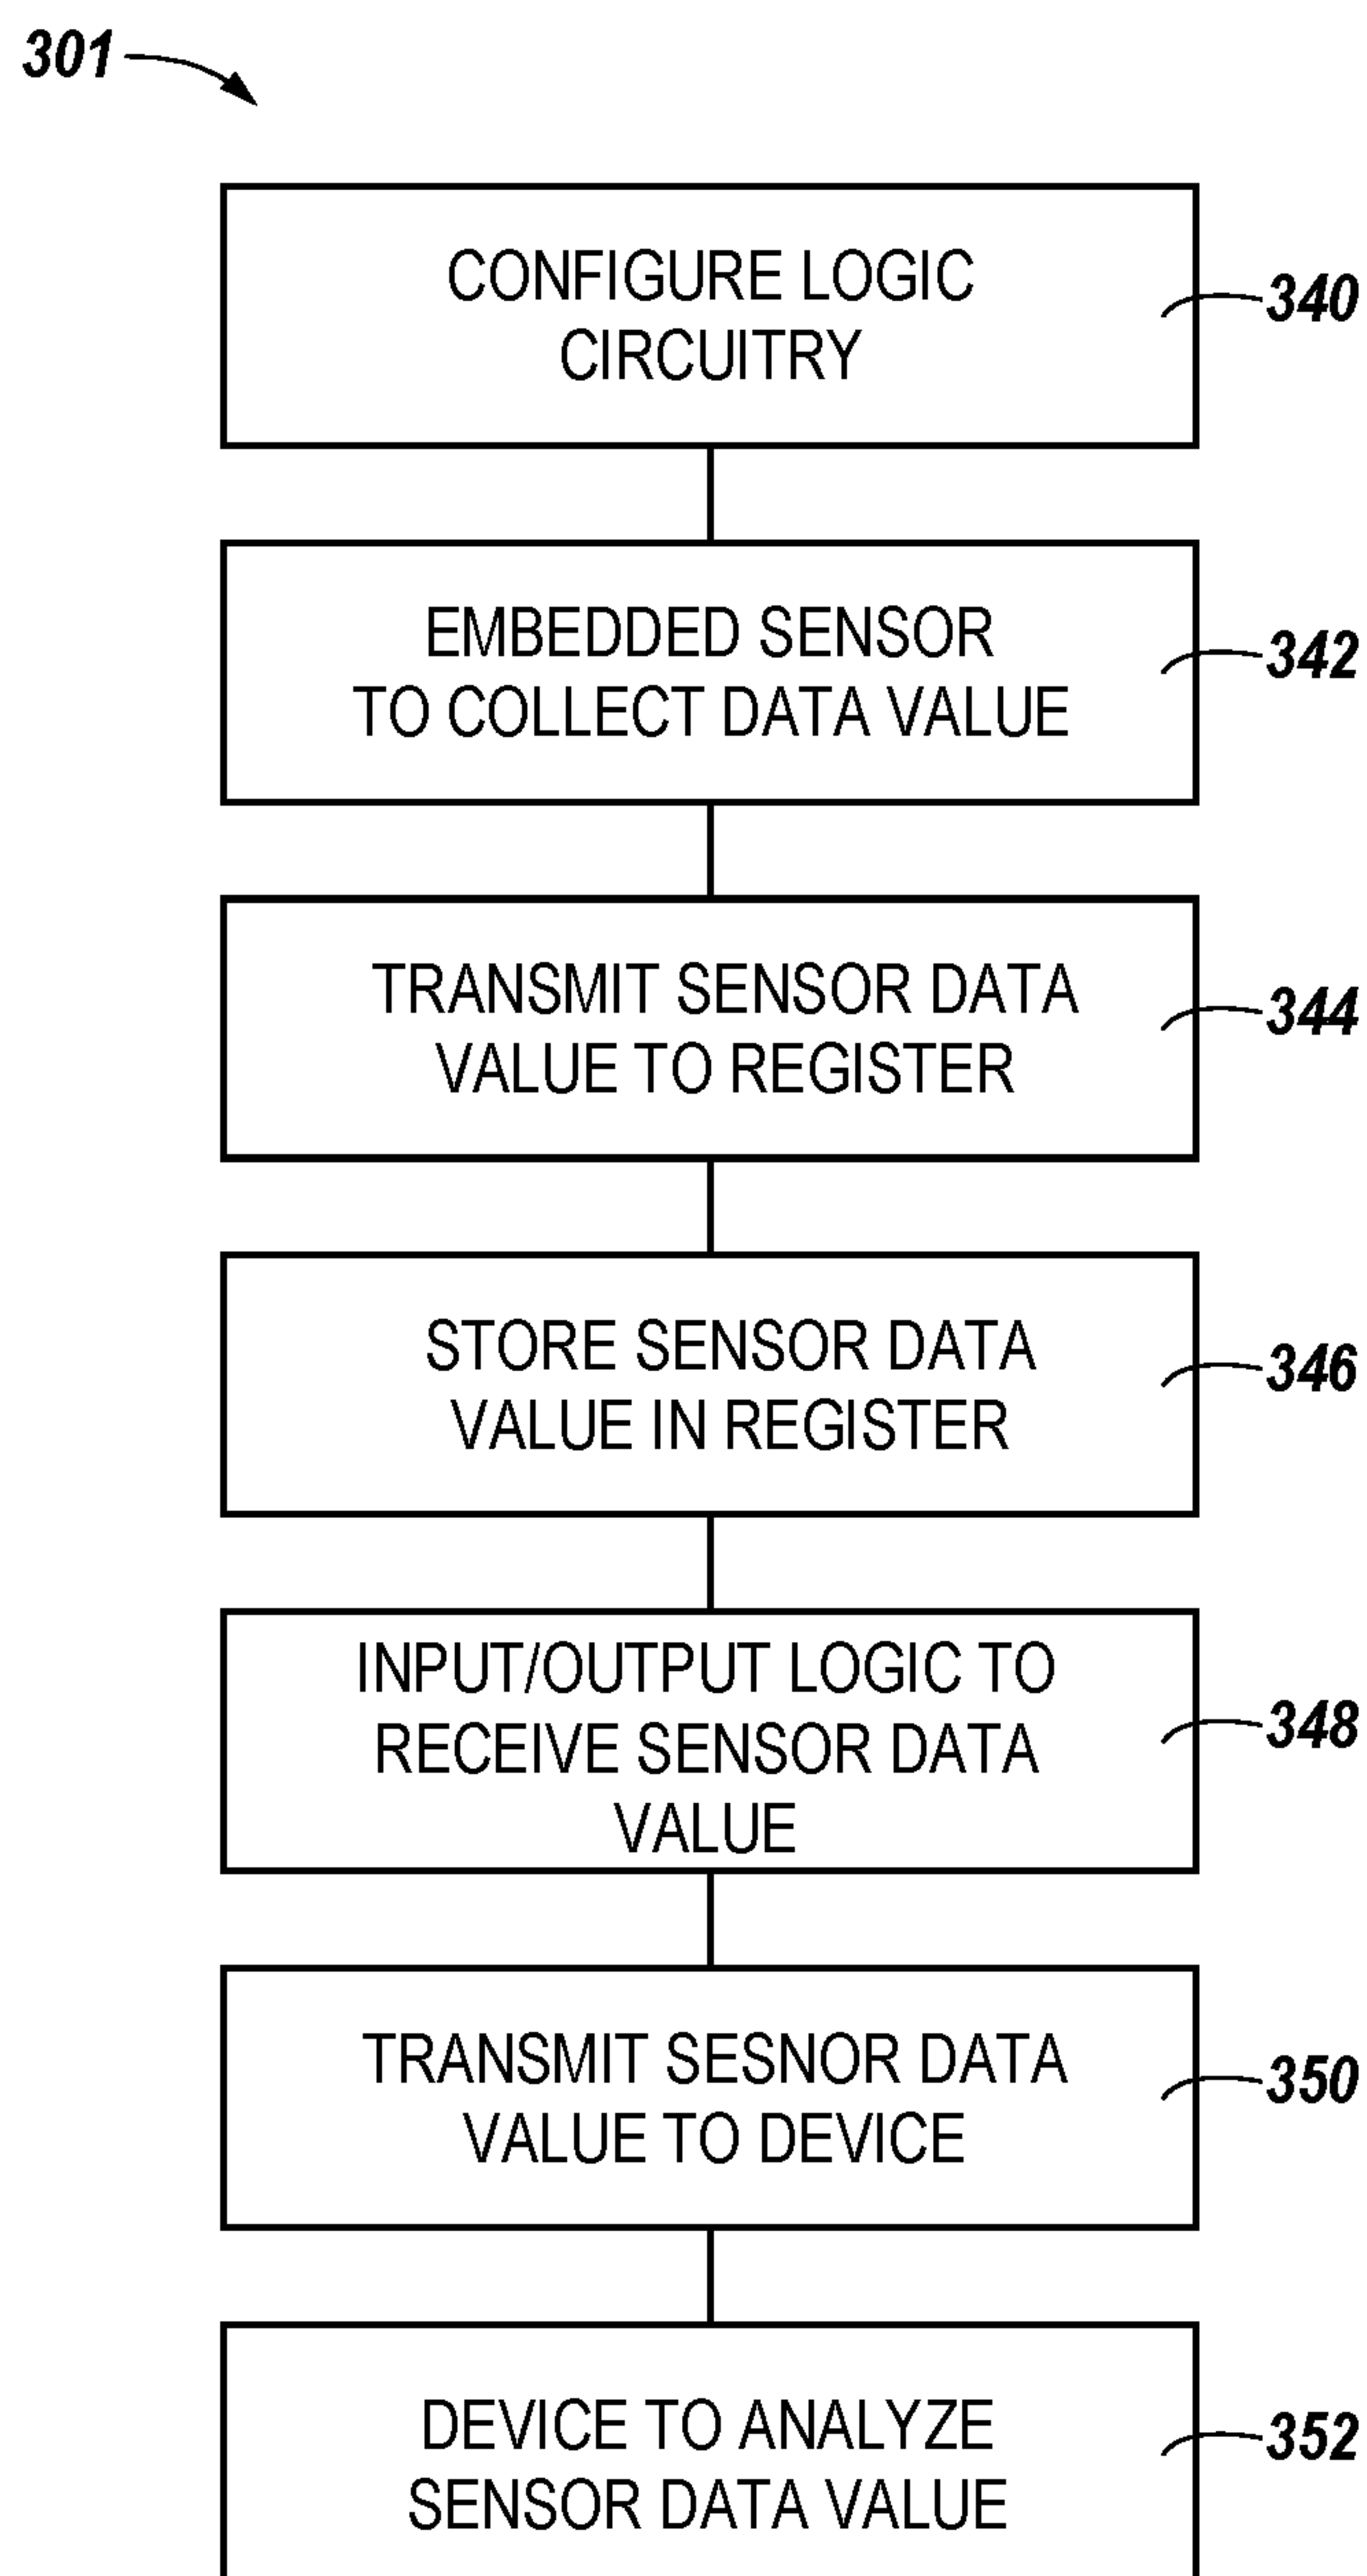 301
CONFIGURE LOGIC
CIRCUITRY
340
EMBEDDED SENSOR
TO COLLECT DATA VALUE
342
TRANSMIT SENSOR DATA
VALUE TO REGISTER
344
STORE SENSOR DATA
VALUE IN REGISTER
346
INPUT/OUTPUT LOGIC TO
RECEIVE SENSOR DATA
VALUE
348
TRANSMIT SESNOR DATA
VALUE TO DEVICE
350
DEVICE TO ANALYZE
SENSOR DATA VALUE
352